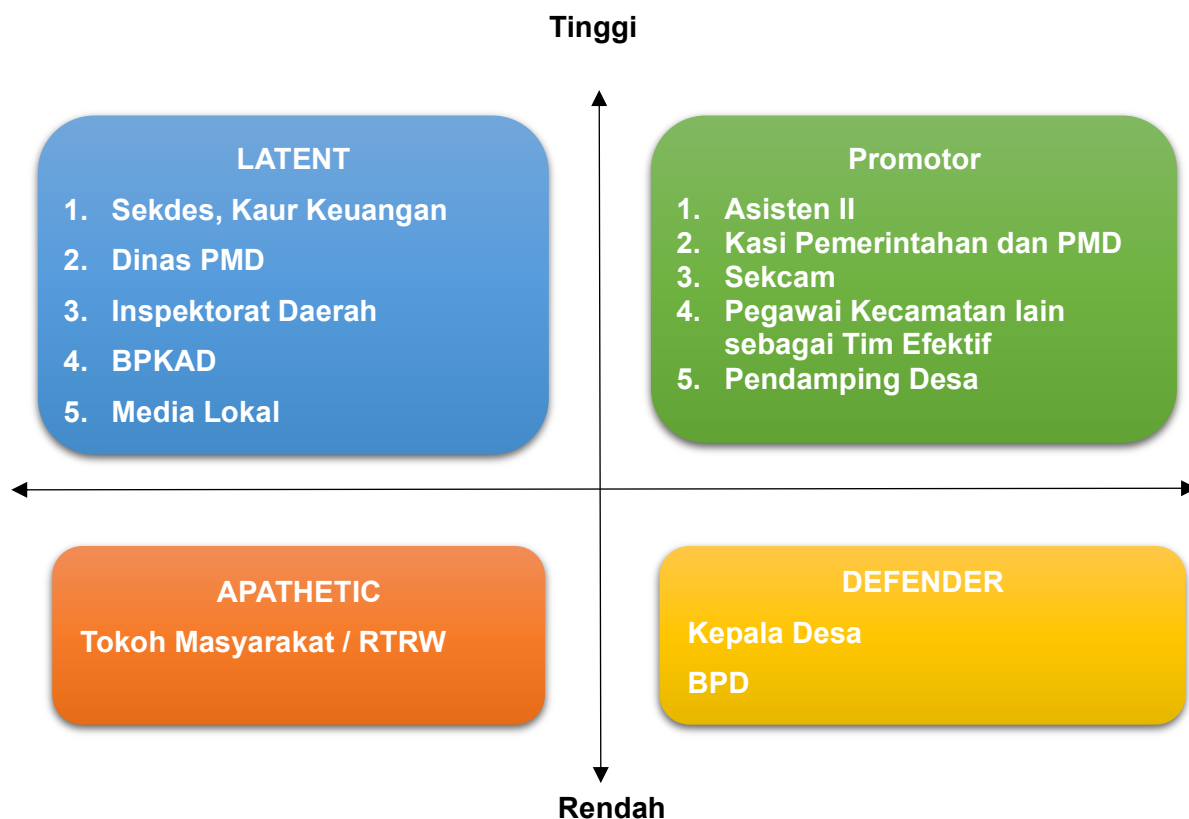 Tinggi
LATENT
1. Sekdes, Kaur Keuangan
2. Dinas PMD
3. Inspektorat Daerah
4. BPKAD
5. Media Lokal
Promotor
1. Asisten II
2. Kasi Pemerintahan dan PMD
3. Sekcam
4. Pegawai Kecamatan lain
sebagai Tim Efektif
5. Pendamping Desa
APATHETIC
Tokoh Masyarakat / RTRW
DEFENDER
Kepala Desa
BPD
Rendah